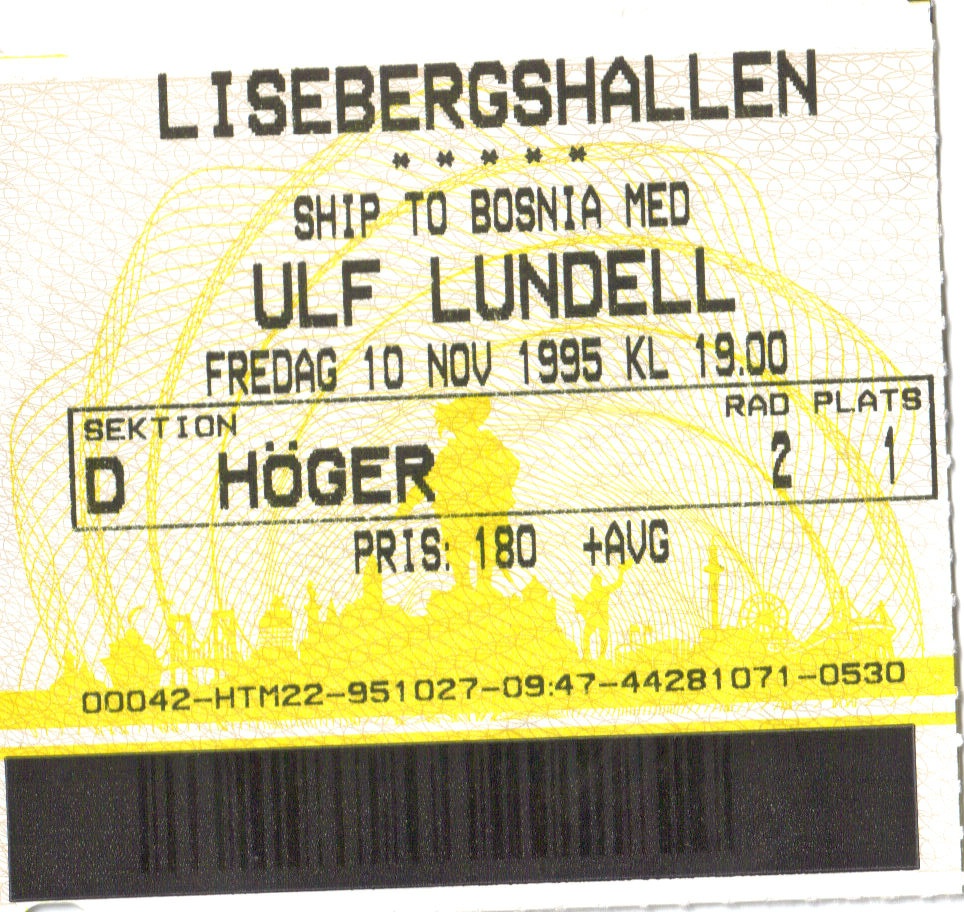 LISEBERGSHALLEN
* * * * *
SHIP TO BOSNIA MED
ULF LUNDELL
FREDAG 10 NOV 1995 KL 19.00
SEKTION RAD PLATS
D HÖGER 2 1
PRIS: 180 +AVG
00042-HTM22-951027-09:47-44281071-0530